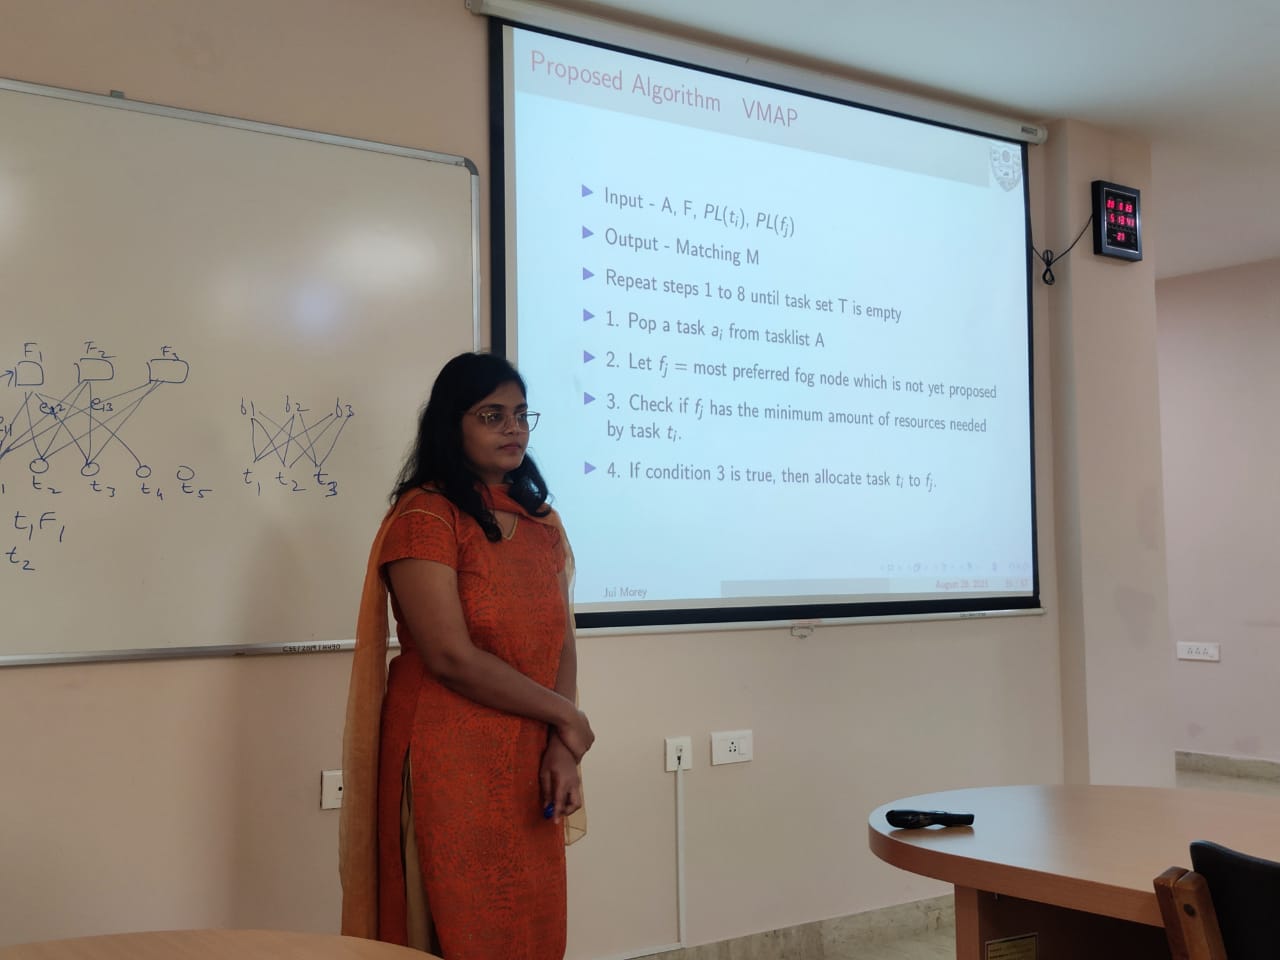 Proposed Algorithm VMAP
Input - A, F, PL(tᵢ), PL(fⱼ)
Output - Matching M
Repeat steps 1 to 8 until task set T is empty
1. Pop a task aᵢ from tasklist A
2. Let fⱼ = most preferred fog node which is not yet proposed
3. Check if fⱼ has the minimum amount of resources needed
by task tᵢ.
4. If condition 3 is true, then allocate task tᵢ to fⱼ.
Jui Morey
F₁ F₂ F₃
e₁₃
t₂ t₃ t₄ t₅
t₁F₁
t₂
b₁ b₂ b₃
t₁ t₂ t₃